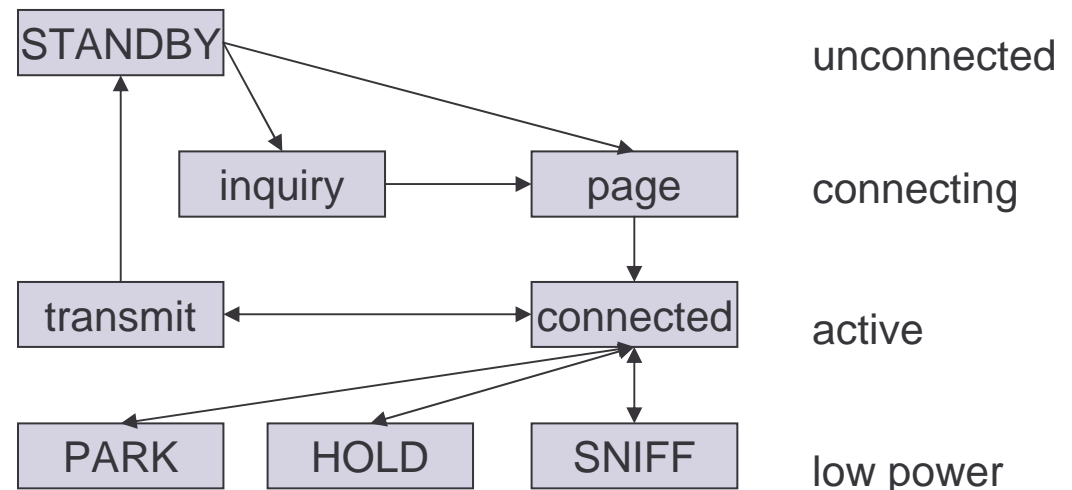 STANDBY
unconnected
inquiry
page
connecting
transmit
connected
active
PARK
HOLD
SNIFF
low power